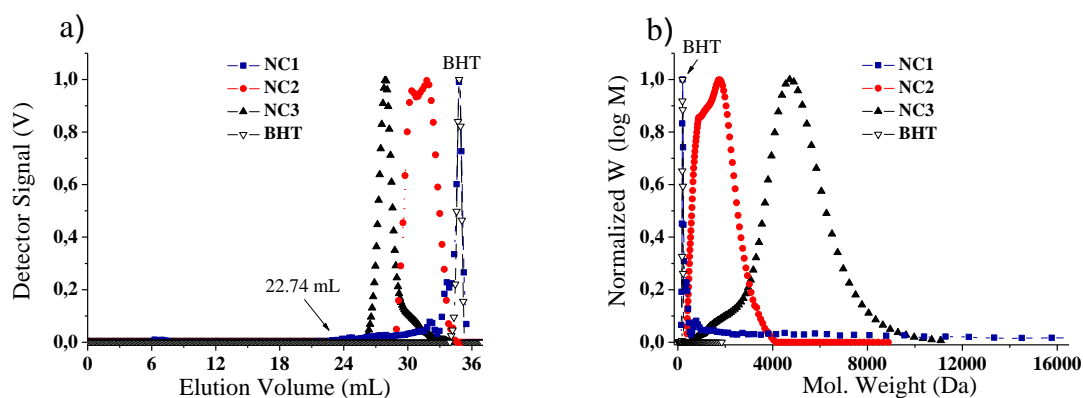 a)
BHT
NC1
NC2
NC3
BHT
22.74 mL
Detector Signal (V)
1,0
0,8
0,6
0,4
0,2
0,0
0 6 12 18 24 30 36
Elution Volume (mL)
b)
BHT
NC1
NC2
NC3
BHT
Normalized W (log M)
1,0
0,8
0,6
0,4
0,2
0,0
0 4000 8000 12000 16000
Mol. Weight (Da)